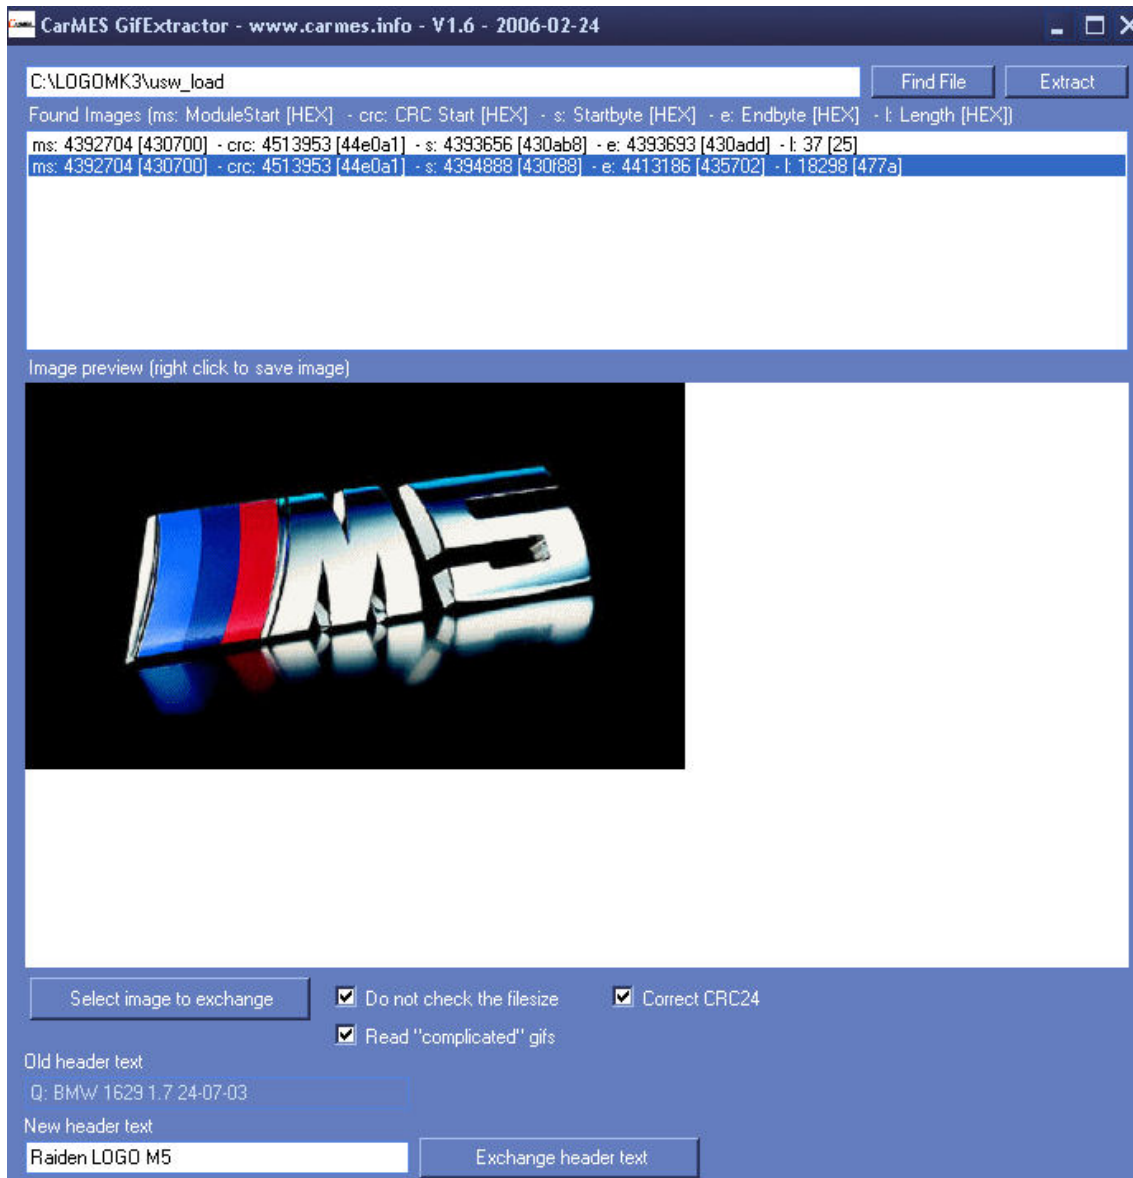 CarMES GifExtractor - www.carmes.info - V1.6 - 2006-02-24
C:\LOGOMK3\usw_load
Find File
Extract
Found Images (ms: ModuleStart [HEX] - crc: CRC Start [HEX] - s: Startbyte [HEX] - e: Endbyte [HEX] - l: Length [HEX])
ms: 4392704 [430700] - crc: 4513953 [44e0a1] - s: 4393656 [430ab8] - e: 4393693 [430add] - l: 37 [25]
ms: 4392704 [430700] - crc: 4513953 [44e0a1] - s: 4394888 [430f88] - e: 4413186 [435702] - l: 18298 [477a]
Image preview (right click to save image)
M5
Select image to exchange
Do not check the filesize
Correct CRC24
Read "complicated" gifs
Old header text
Q: BMW 1629 1.7 24-07-03
New header text
Raiden LOGO M5
Exchange header text